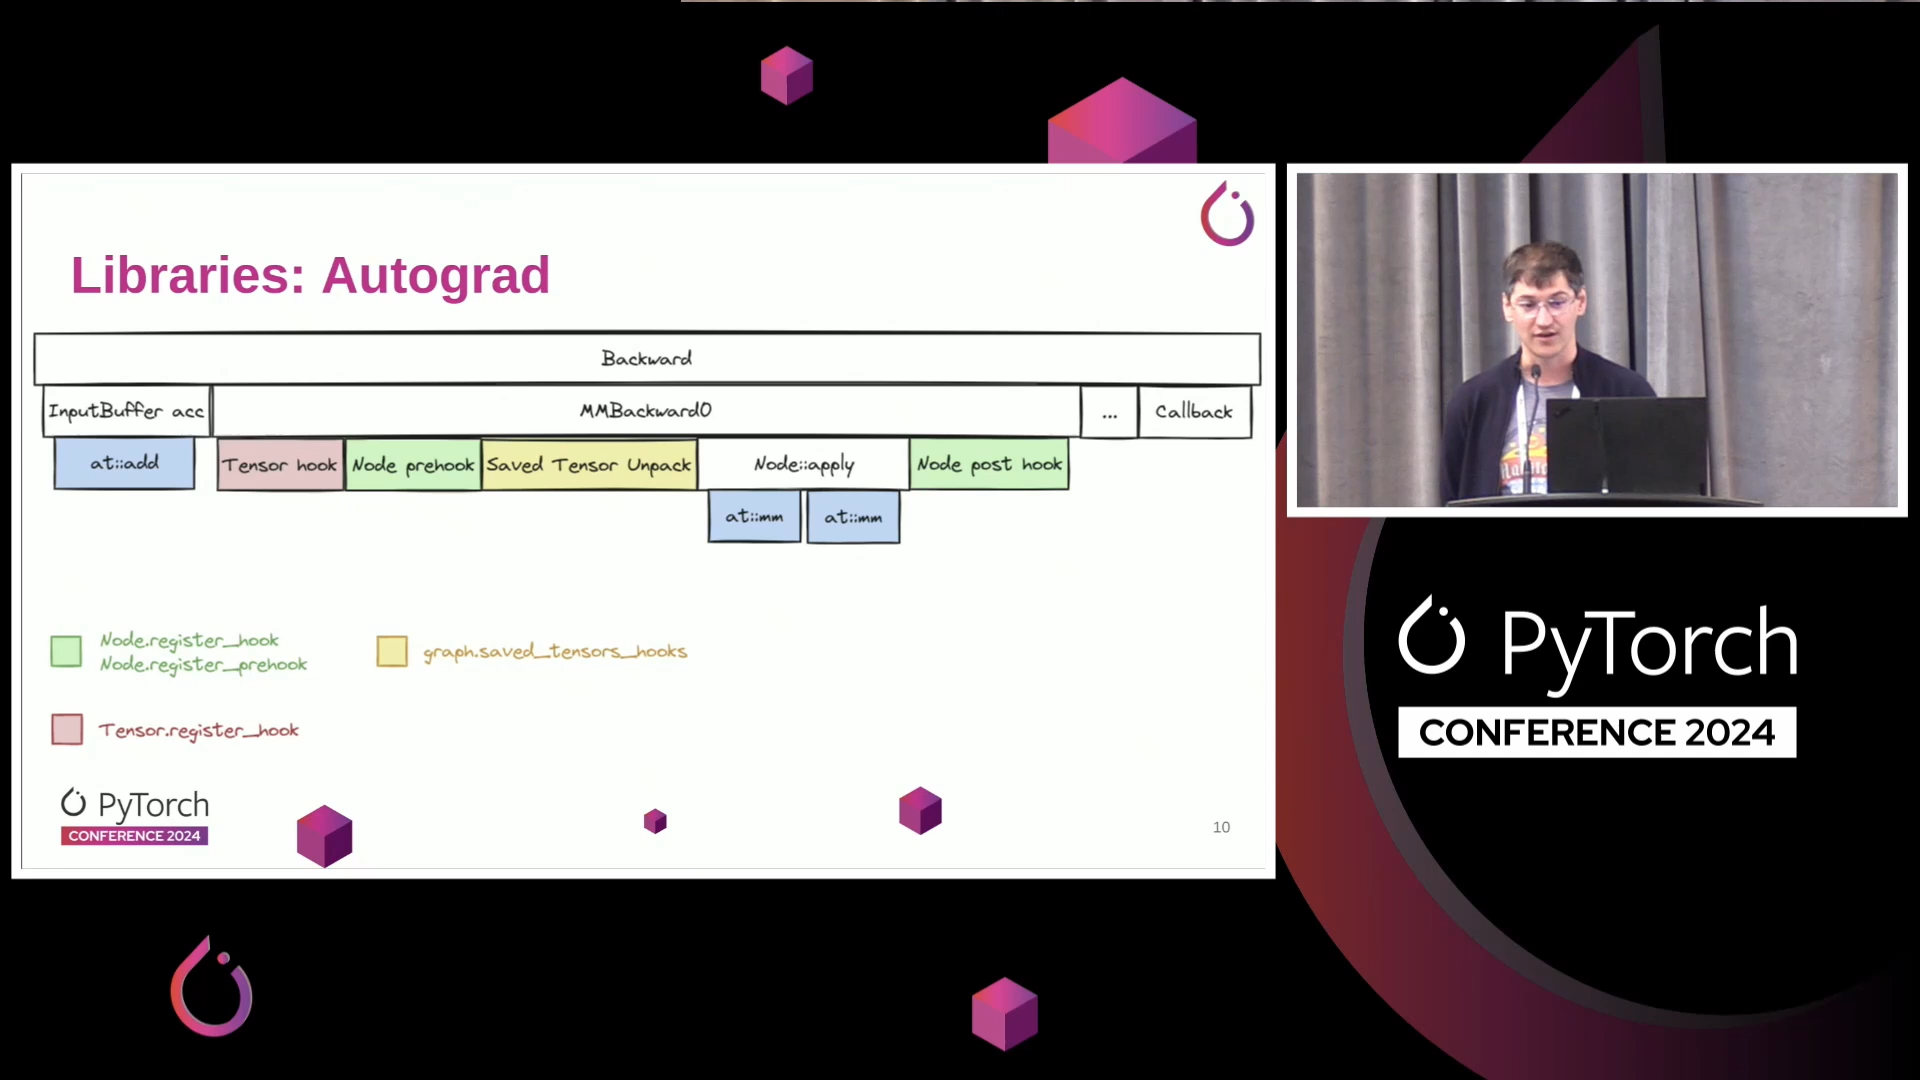 Libraries: Autograd
Backward
InputBuffer acc
MMBackward0
...
Callback
at::add
Tensor hook
Node prehook
Saved Tensor Unpack
Node::apply
Node post hook
at::mm
at::mm
Node.register_hook
Node.register_prehook
graph.saved_tensors_hooks
Tensor.register_hook
PyTorch
CONFERENCE 2024
10
PyTorch
CONFERENCE 2024